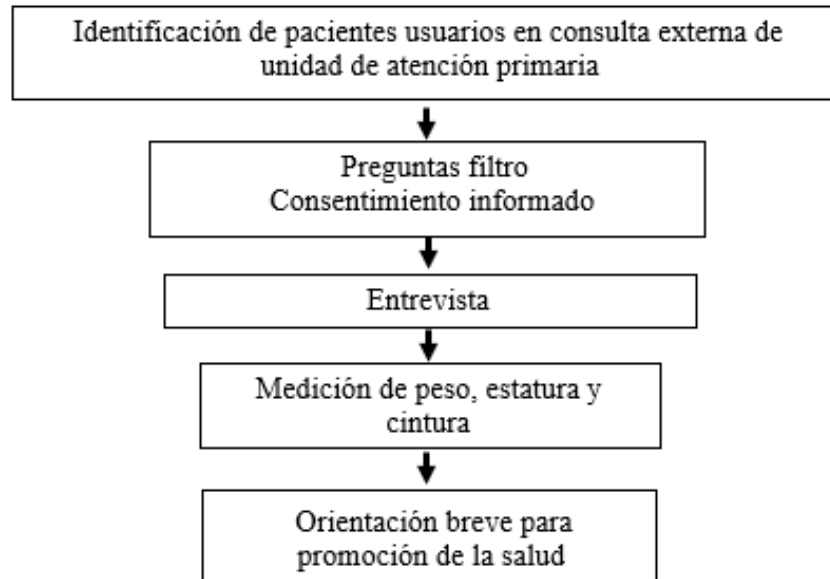 Identificación de pacientes usuarios en consulta externa de
unidad de atención primaria
Preguntas filtro
Consentimiento informado
Entrevista
Medición de peso, estatura y
cintura
Orientación breve para
promoción de la salud